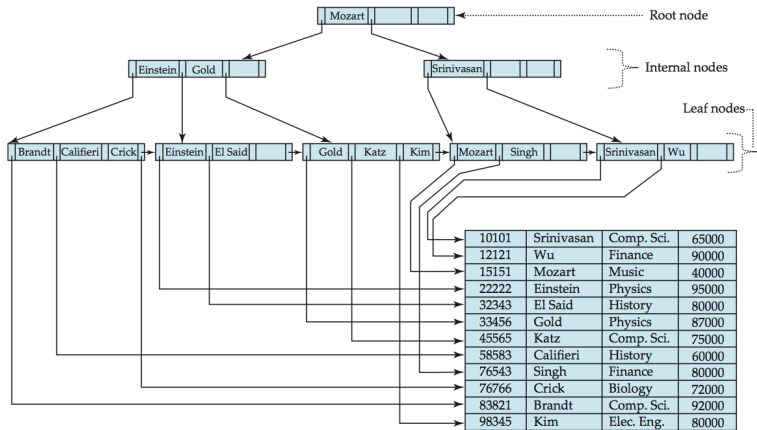 Mozart
Root node
Einstein Gold
Srinivasan
Internal nodes
Leaf nodes
Brandt Califieri Crick Einstein El Said Gold Katz Kim Mozart Singh Srinivasan Wu
10101 Srinivasan Comp. Sci. 65000
12121 Wu Finance 90000
15151 Mozart Music 40000
22222 Einstein Physics 95000
32343 El Said History 80000
33456 Gold Physics 87000
45565 Katz Comp. Sci. 75000
58583 Califieri History 60000
76543 Singh Finance 80000
76766 Crick Biology 72000
83821 Brandt Comp. Sci. 92000
98345 Kim Elec. Eng. 80000